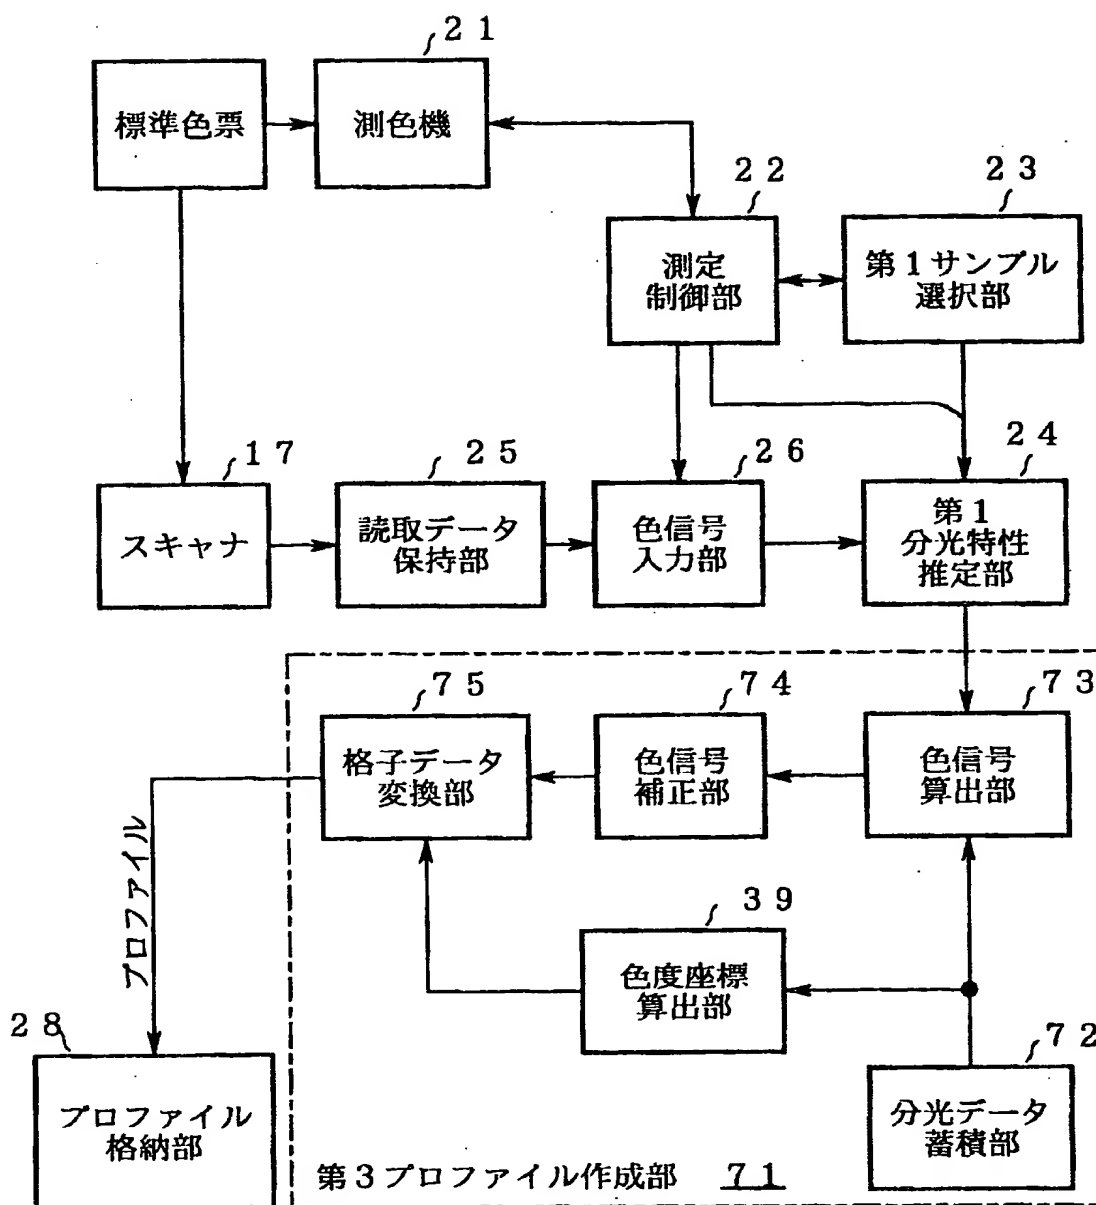 ２１
標準色票
測色機
２２
２３
測定
制御部
第１サンプル
選択部
１７
２５
２６
２４
スキャナ
読取データ
保持部
色信号
入力部
第１
分光特性
推定部
７５
７４
７３
格子データ
変換部
色信号
補正部
色信号
算出部
プロファイル
３９
色度座標
算出部
２８
７２
プロファイル
格納部
分光データ
蓄積部
第３プロファイル作成部 ７１